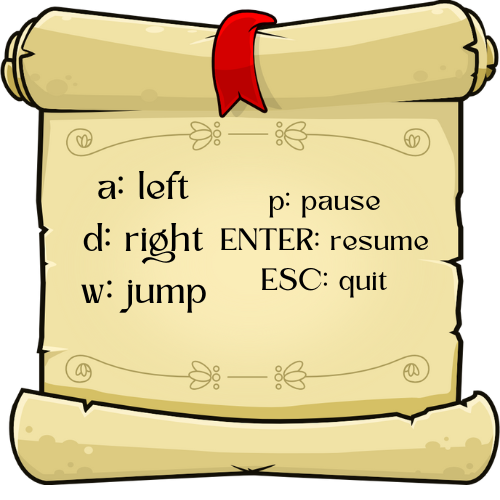 a: left
d: right
w: jump
p: pause
ENTER: resume
ESC: quit